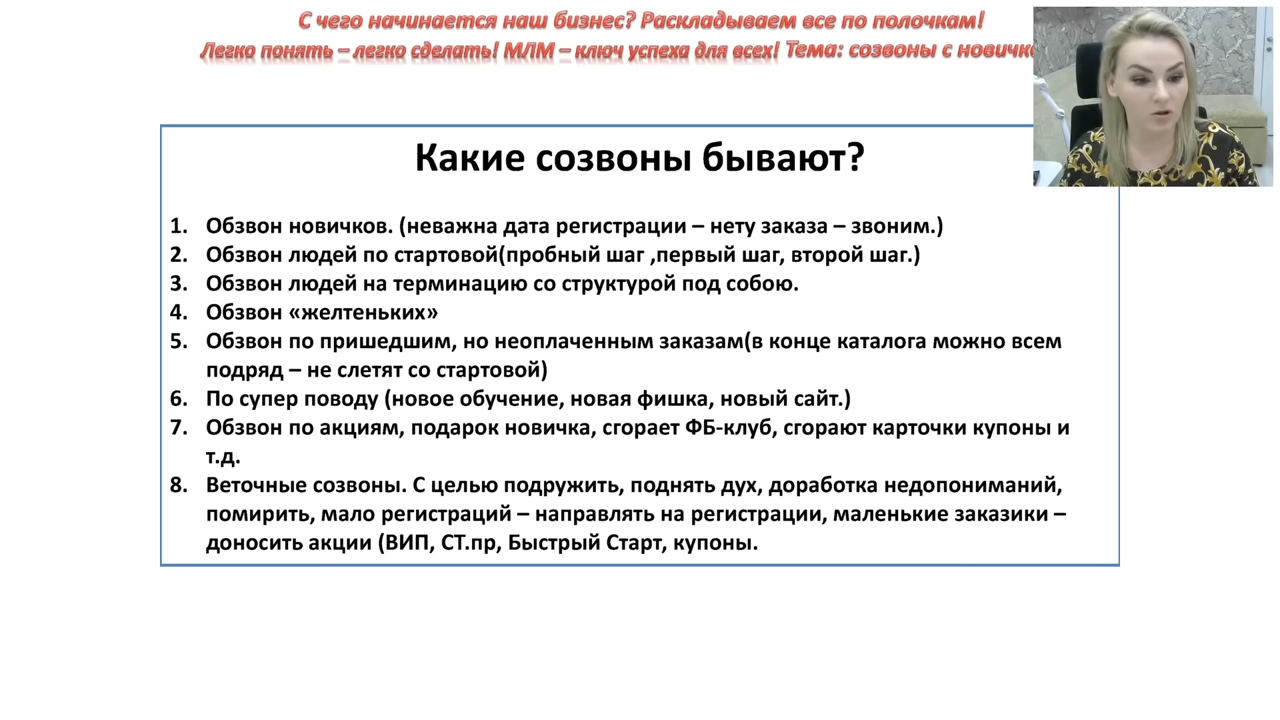 С чего начинается наш бизнес? Раскладываем все по полочкам!
Легко понять – легко сделать! МЛМ – ключ успеха для всех! Тема: созвоны с
Какие созвоны бывают?
1. Обзвон новичков. (неважна дата регистрации – нету заказа – звоним.)
2. Обзвон людей по стартовой(пробный шаг ,первый шаг, второй шаг.)
3. Обзвон людей на терминацию со структурой под собою.
4. Обзвон «желтеньких»
5. Обзвон по пришедшим, но неоплаченным заказам(в конце каталога можно всем
подряд – не слетят со стартовой)
6. По супер поводу (новое обучение, новая фишка, новый сайт.)
7. Обзвон по акциям, подарок новичка, сгорает ФБ-клуб, сгорают карточки купоны и
т.д.
8. Веточные созвоны. С целью подружить, поднять дух, доработка недопониманий,
помирить, мало регистраций – направлять на регистрации, маленькие заказики –
доносить акции (ВИП, СТ.пр, Быстрый Старт, купоны.